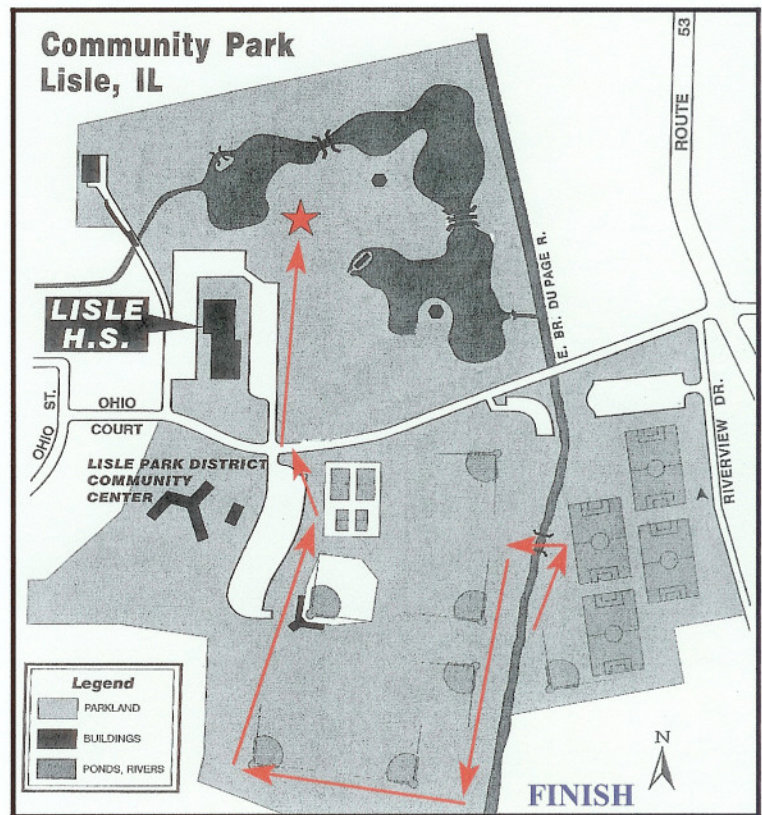 Community Park
Lisle, IL
ROUTE 53
E. BR. DU PAGE R.
LISLE
H.S.
OHIO ST.
OHIO
COURT
LISLE PARK DISTRICT
COMMUNITY
CENTER
RIVERVIEW DR.
Legend
PARKLAND
BUILDINGS
PONDS, RIVERS
N
FINISH